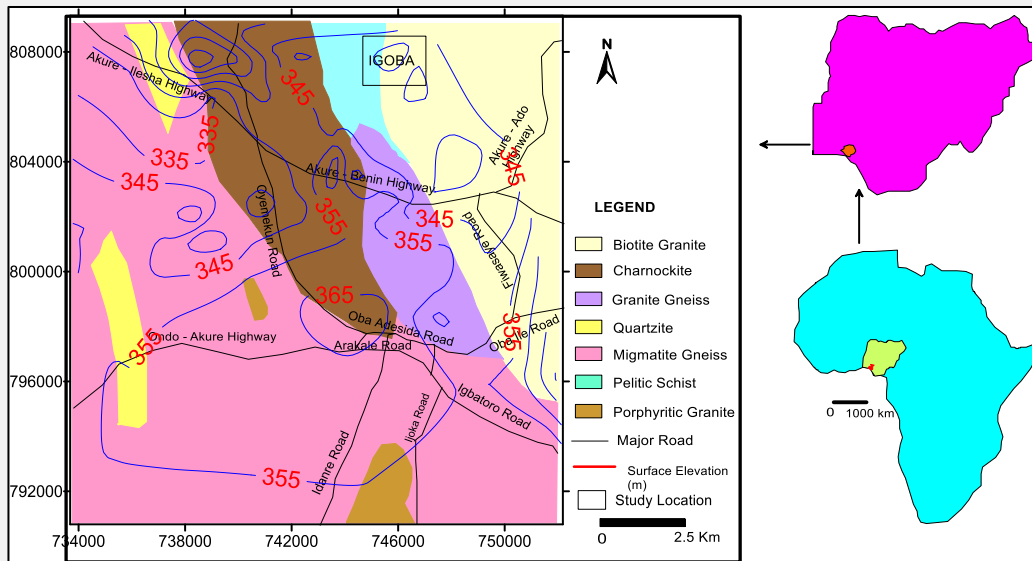 808000
804000
800000
796000
792000
734000
738000
742000
746000
750000
IGOBA
Akure - Ilesha Highway
345
335
335
345
Akure - Ado
Highway
345
Akure - Benin Highway
355
345
355
Oyemekun Road
Fiwasaye Road
345
365
Oba Adesida Road
Arakale Road
355
355
Ondo - Akure Highway
Igbatoro Road
Ijoka Road
Idanre Road
355
N
LEGEND
Biotite Granite
Charnockite
Granite Gneiss
Quartzite
Migmatite Gneiss
Pelitic Schist
Porphyritic Granite
Major Road
Surface Elevation
(m)
Study Location
0 2.5 Km
0 1000 km